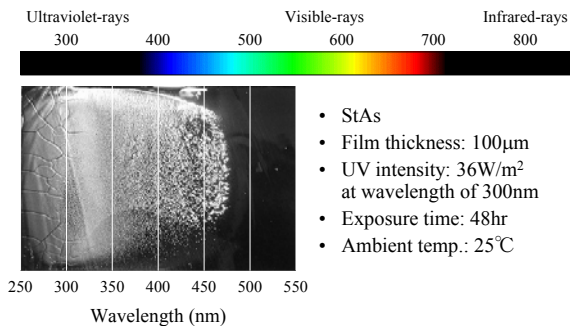 Ultraviolet-rays Visible-rays Infrared-rays
300 400 500 600 700 800
• StAs
• Film thickness: 100μm
• UV intensity: 36W/m²
at wavelength of 300nm
• Exposure time: 48hr
• Ambient temp.: 25℃
250 300 350 400 450 500 550
Wavelength (nm)